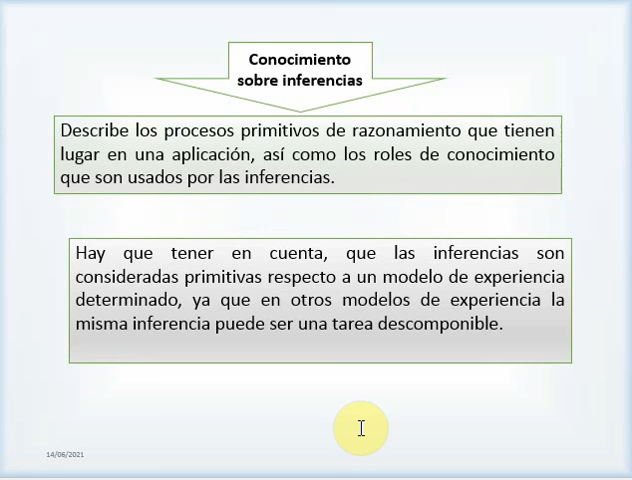 Conocimiento
sobre inferencias
Describe los procesos primitivos de razonamiento que tienen
lugar en una aplicación, así como los roles de conocimiento
que son usados por las inferencias.
Hay que tener en cuenta, que las inferencias son
consideradas primitivas respecto a un modelo de experiencia
determinado, ya que en otros modelos de experiencia la
misma inferencia puede ser una tarea descomponible.
14/06/2021